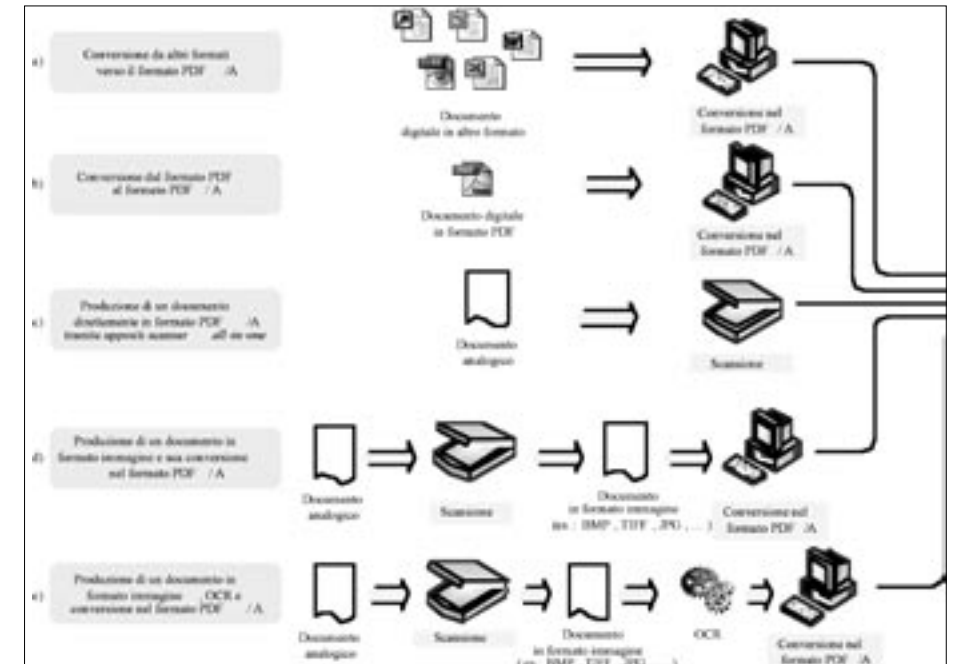 a)
Conversione da altri formati
verso il formato PDF /A
Documento
digitale in altro formato
Conversione nel
formato PDF /A
b)
Conversione dal formato PDF
al formato PDF /A
Documento digitale
in formato PDF
Conversione nel
formato PDF /A
c)
Produzione di un documento
direttamente in formato PDF /A
tramite appositi scanner all in one
Documento
analogico
Scansione
d)
Produzione di un documento in
formato immagine e sua conversione
nel formato PDF /A
Documento
analogico
Scansione
Documento
in formato immagine
(es : BMP , TIFF , JPG , ... )
Conversione nel
formato PDF /A
e)
Produzione di un documento in
formato immagine , OCR e
conversione nel formato PDF /A
Documento
analogico
Scansione
Documento
in formato immagine
(es : BMP , TIFF , JPG , ... )
OCR
Conversione nel
formato PDF /A